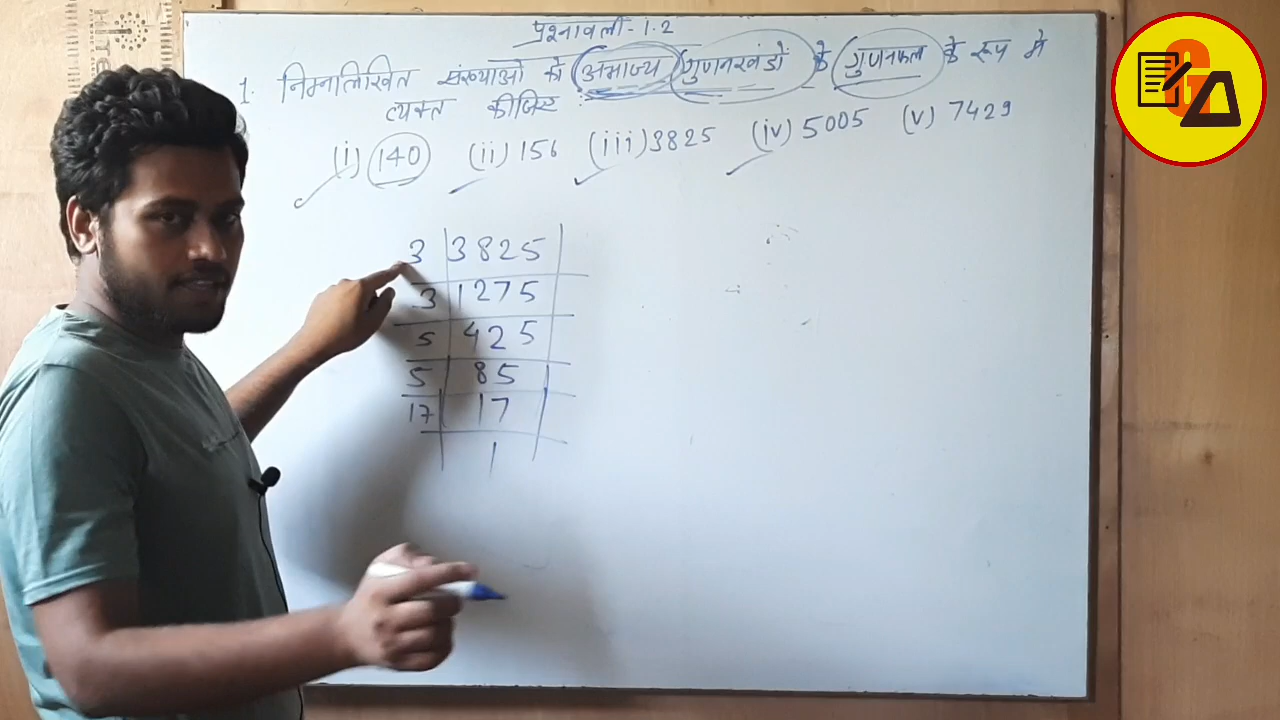 प्रश्नावली-1.2
1. निम्नलिखित संख्याओं को अभाज्य गुणनखंडों के गुणनफल के रूप में
व्यक्त कीजिए :
(i) 140 (ii) 156 (iii) 3825 (iv) 5005 (v) 7429
3 3825
3 1275
5 425
5 85
17 17
1